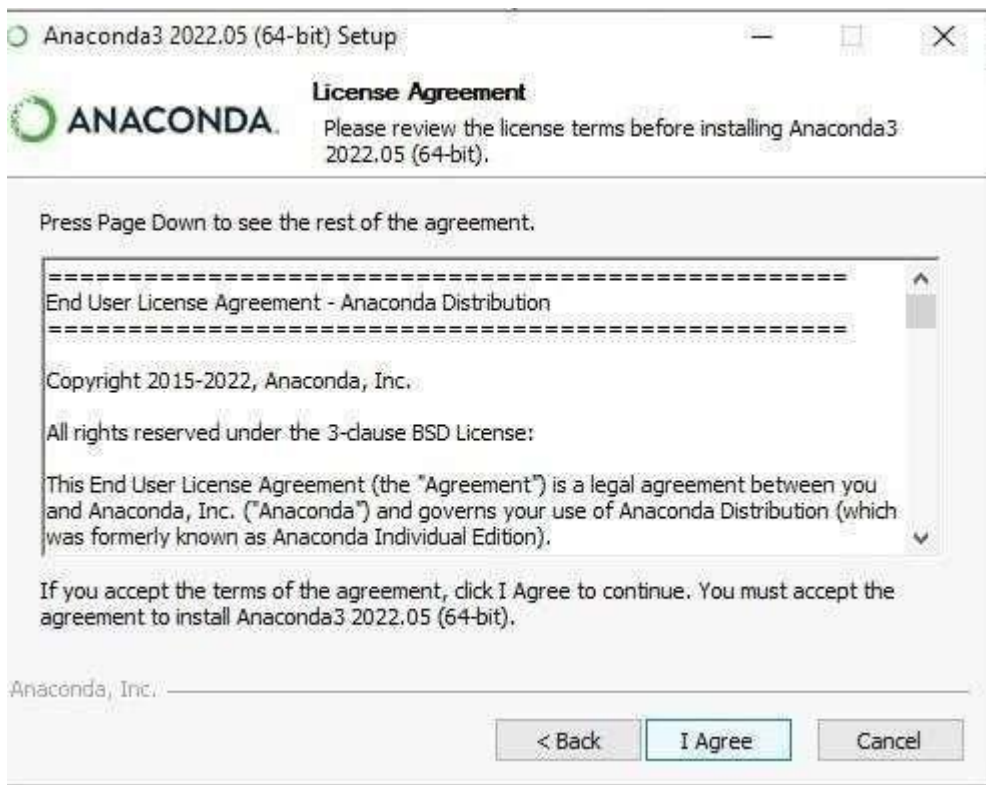 Anaconda3 2022.05 (64-bit) Setup
ANACONDA.
License Agreement
Please review the license terms before installing Anaconda3
2022.05 (64-bit).
Press Page Down to see the rest of the agreement.
==================================================
End User License Agreement - Anaconda Distribution
==================================================
Copyright 2015-2022, Anaconda, Inc.
All rights reserved under the 3-clause BSD License:
This End User License Agreement (the "Agreement") is a legal agreement between you
and Anaconda, Inc. ("Anaconda") and governs your use of Anaconda Distribution (which
was formerly known as Anaconda Individual Edition).
If you accept the terms of the agreement, click I Agree to continue. You must accept the
agreement to install Anaconda3 2022.05 (64-bit).
Anaconda, Inc.
< Back
I Agree
Cancel